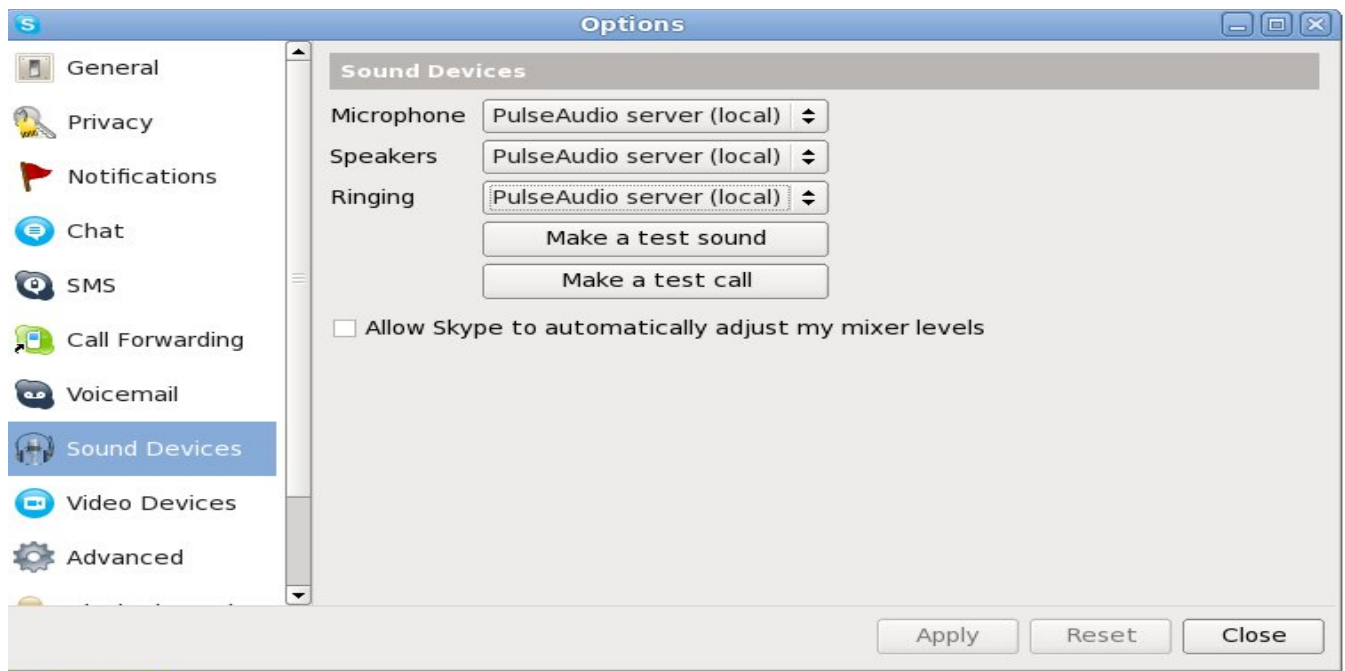 Options
General
Privacy
Notifications
Chat
SMS
Call Forwarding
Voicemail
Sound Devices
Video Devices
Advanced
Sound Devices
Microphone PulseAudio server (local)
Speakers PulseAudio server (local)
Ringing PulseAudio server (local)
Make a test sound
Make a test call
Allow Skype to automatically adjust my mixer levels
Apply Reset Close